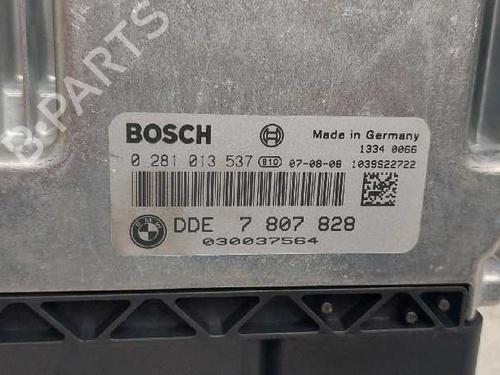 B-PARTS
BOSCH
Made in Germany
1334 0066
0 281 013 537 810 07-08-08 1039S22722
BMW DDE 7 807 828
030037564